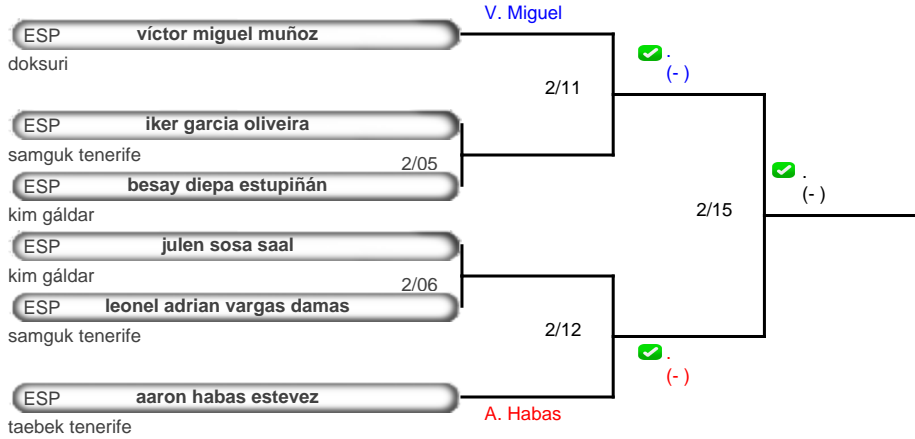 V. Miguel
ESP víctor miguel muñoz
doksuri
.
(- )
2/11
ESP iker garcia oliveira
samguk tenerife
2/05
ESP besay diepa estupiñán
kim gáldar
.
(- )
2/15
ESP julen sosa saal
kim gáldar
2/06
ESP leonel adrian vargas damas
samguk tenerife
2/12
.
(- )
ESP aaron habas estevez
A. Habas
taebek tenerife